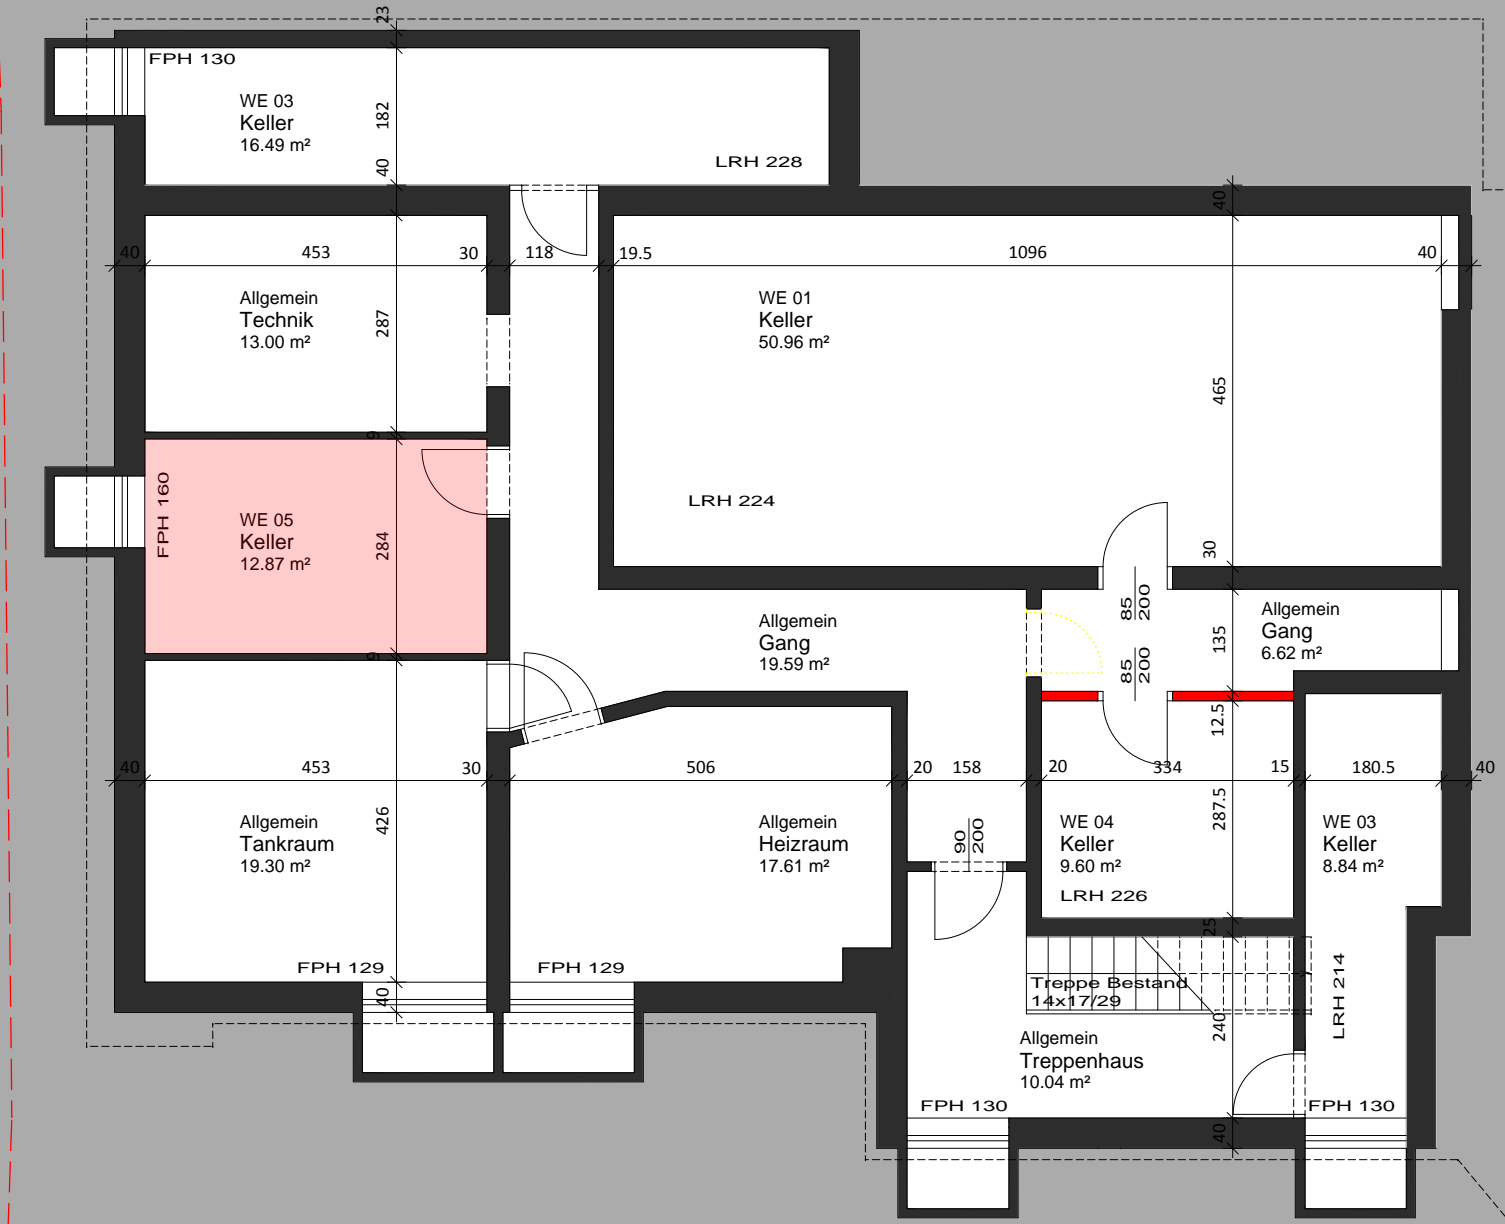 23
FPH 130
WE 03
Keller
16.49 m²
182
40
LRH 228
40
453
30
118
19.5
1096
40
40
Allgemein
Technik
13.00 m²
287
WE 01
Keller
50.96 m²
465
LRH 224
30
9
FPH 160
WE 05
Keller
12.87 m²
284
9
85
200
85
200
Allgemein
Gang
19.59 m²
Allgemein
Gang
6.62 m²
135
12.5
40
453
30
506
20
158
20
334
15
180.5
40
Allgemein
Tankraum
19.30 m²
426
Allgemein
Heizraum
17.61 m²
90
200
WE 04
Keller
9.60 m²
LRH 226
287.5
WE 03
Keller
8.84 m²
25
FPH 129
FPH 129
40
Treppe Bestand
14x17/29
LRH 214
240
Allgemein
Treppenhaus
10.04 m²
FPH 130
FPH 130
40